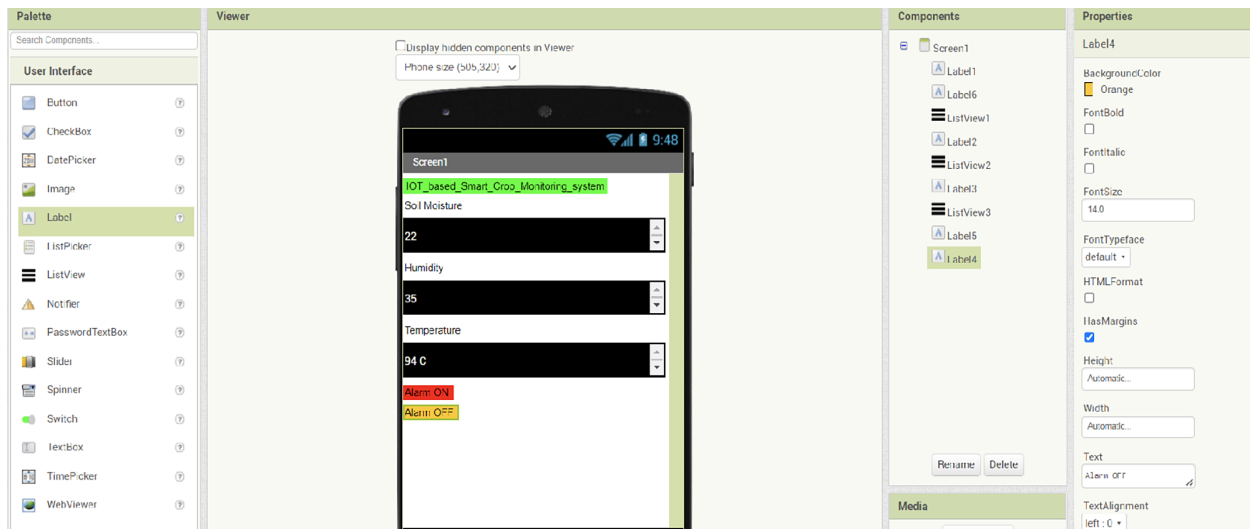 Palette
Search Components...
User Interface
Button
CheckBox
DatePicker
Image
Label
ListPicker
ListView
Notifier
PasswordTextBox
Slider
Spinner
Switch
TextBox
TimePicker
WebViewer
Viewer
Display hidden components in Viewer
Phone size (505,320)
9:48
Screen1
IOT_based_Smart_Crop_Monitoring_system
Soil Moisture
22
Humidity
35
Temperature
94 C
Alarm ON
Alarm OFF
Components
Screen1
Label1
Label6
ListView1
Label2
ListView2
Label3
ListView3
Label5
Label4
Rename Delete
Media
Properties
Label4
BackgroundColor
Orange
FontBold
FontItalic
FontSize
14.0
FontTypeface
default
HTMLFormat
HasMargins
Height
Automatic...
Width
Automatic...
Text
Alarm OFF
TextAlignment
left : 0